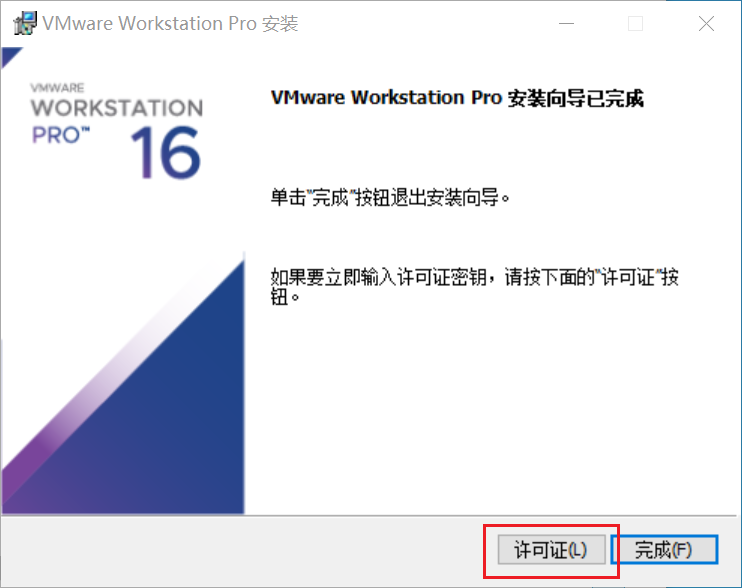 VMware Workstation Pro 安装
VMWARE
WORKSTATION
PRO™
16
VMware Workstation Pro 安装向导已完成
单击"完成"按钮退出安装向导。
如果要立即输入许可证密钥，请按下面的"许可证"按
钮。
许可证(L)
完成(F)